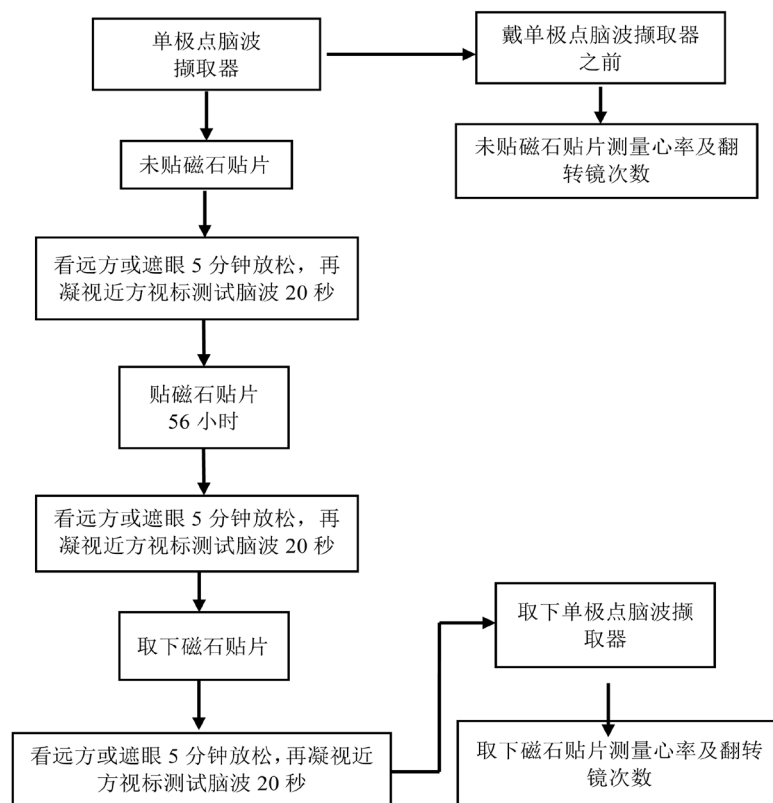 单极点脑波
撷取器
戴单极点脑波撷取器
之前
未贴磁石贴片
未贴磁石贴片测量心率及翻
转镜次数
看远方或遮眼 5 分钟放松，再
凝视近方视标测试脑波 20 秒
贴磁石贴片
56 小时
看远方或遮眼 5 分钟放松，再
凝视近方视标测试脑波 20 秒
取下磁石贴片
取下单极点脑波撷
取器
看远方或遮眼 5 分钟放松，再凝视近
方视标测试脑波 20 秒
取下磁石贴片测量心率及翻转
镜次数